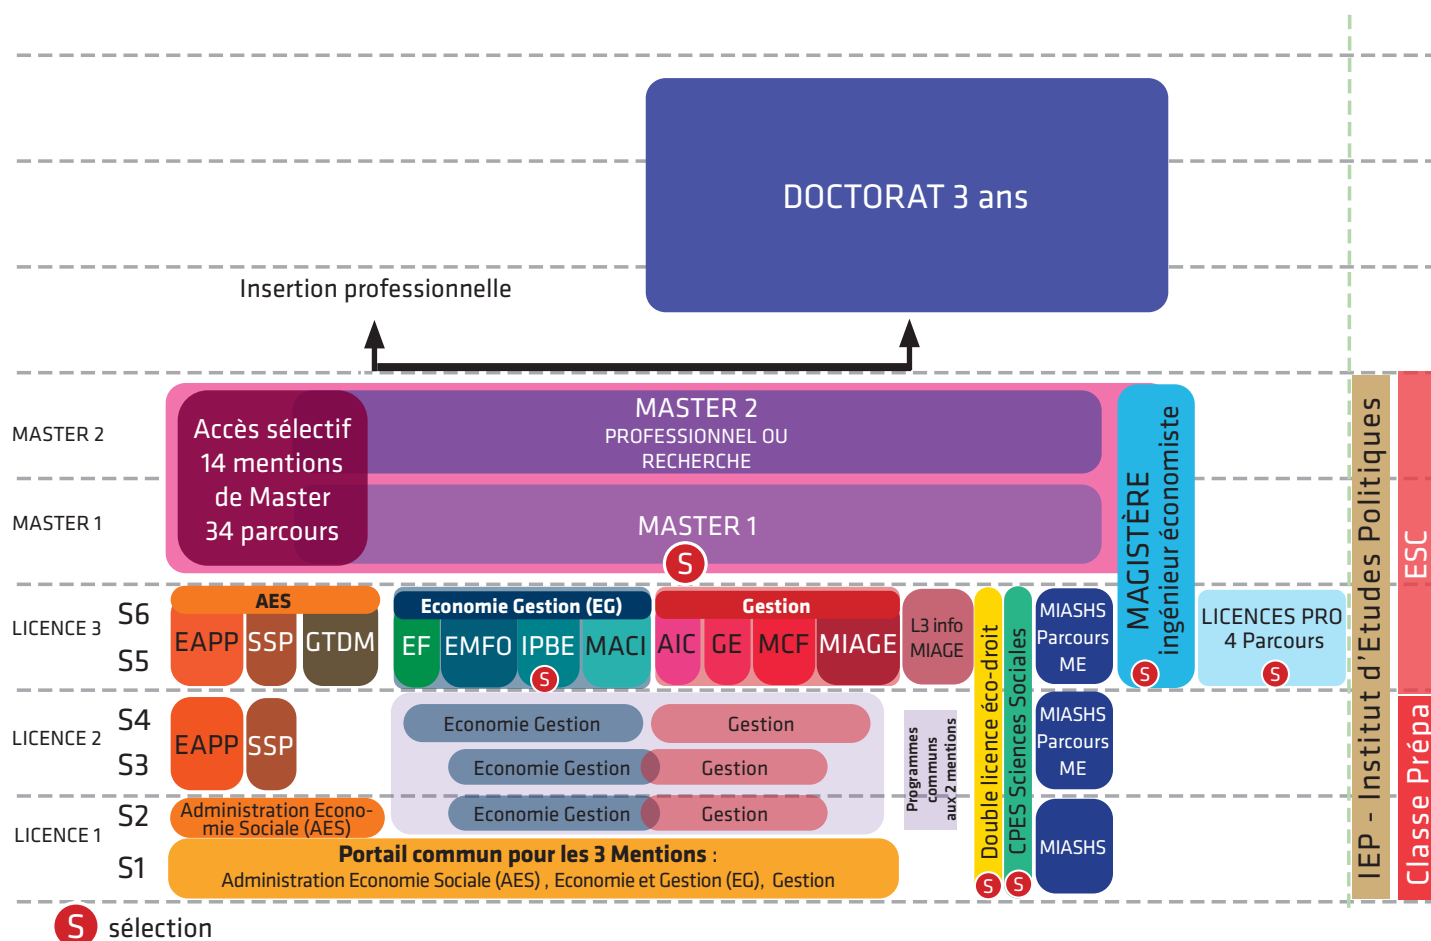 DOCTORAT 3 ans
Insertion professionnelle
MASTER 2
Accès sélectif
14 mentions
de Master
34 parcours
MASTER 2
PROFESSIONNEL OU
RECHERCHE
MASTER 1
MASTER 1
S
MAGISTÈRE
ingénieur économiste
S
LICENCE 3
S6
S5
AES
EAPP
SSP
GTDM
Economie Gestion (EG)
EF
EMFO
IPBE
MACI
S
Gestion
AIC
GE
MCF
MIAGE
L3 info
MIAGE
MIASHS
Parcours
ME
LICENCES PRO
4 Parcours
S
LICENCE 2
S4
S3
EAPP
SSP
Economie Gestion
Gestion
Economie Gestion
Gestion
Programmes
communs
aux 2 mentions
Double licence éco-droit
S
CPES Sciences Sociales
S
MIASHS
Parcours
ME
LICENCE 1
S2
S1
Administration Econo-
mie Sociale (AES)
Economie Gestion
Gestion
Portail commun pour les 3 Mentions :
Administration Economie Sociale (AES) , Economie et Gestion (EG), Gestion
MIASHS
IEP - Institut d'Etudes Politiques
ESC
Classe Prépa
S sélection